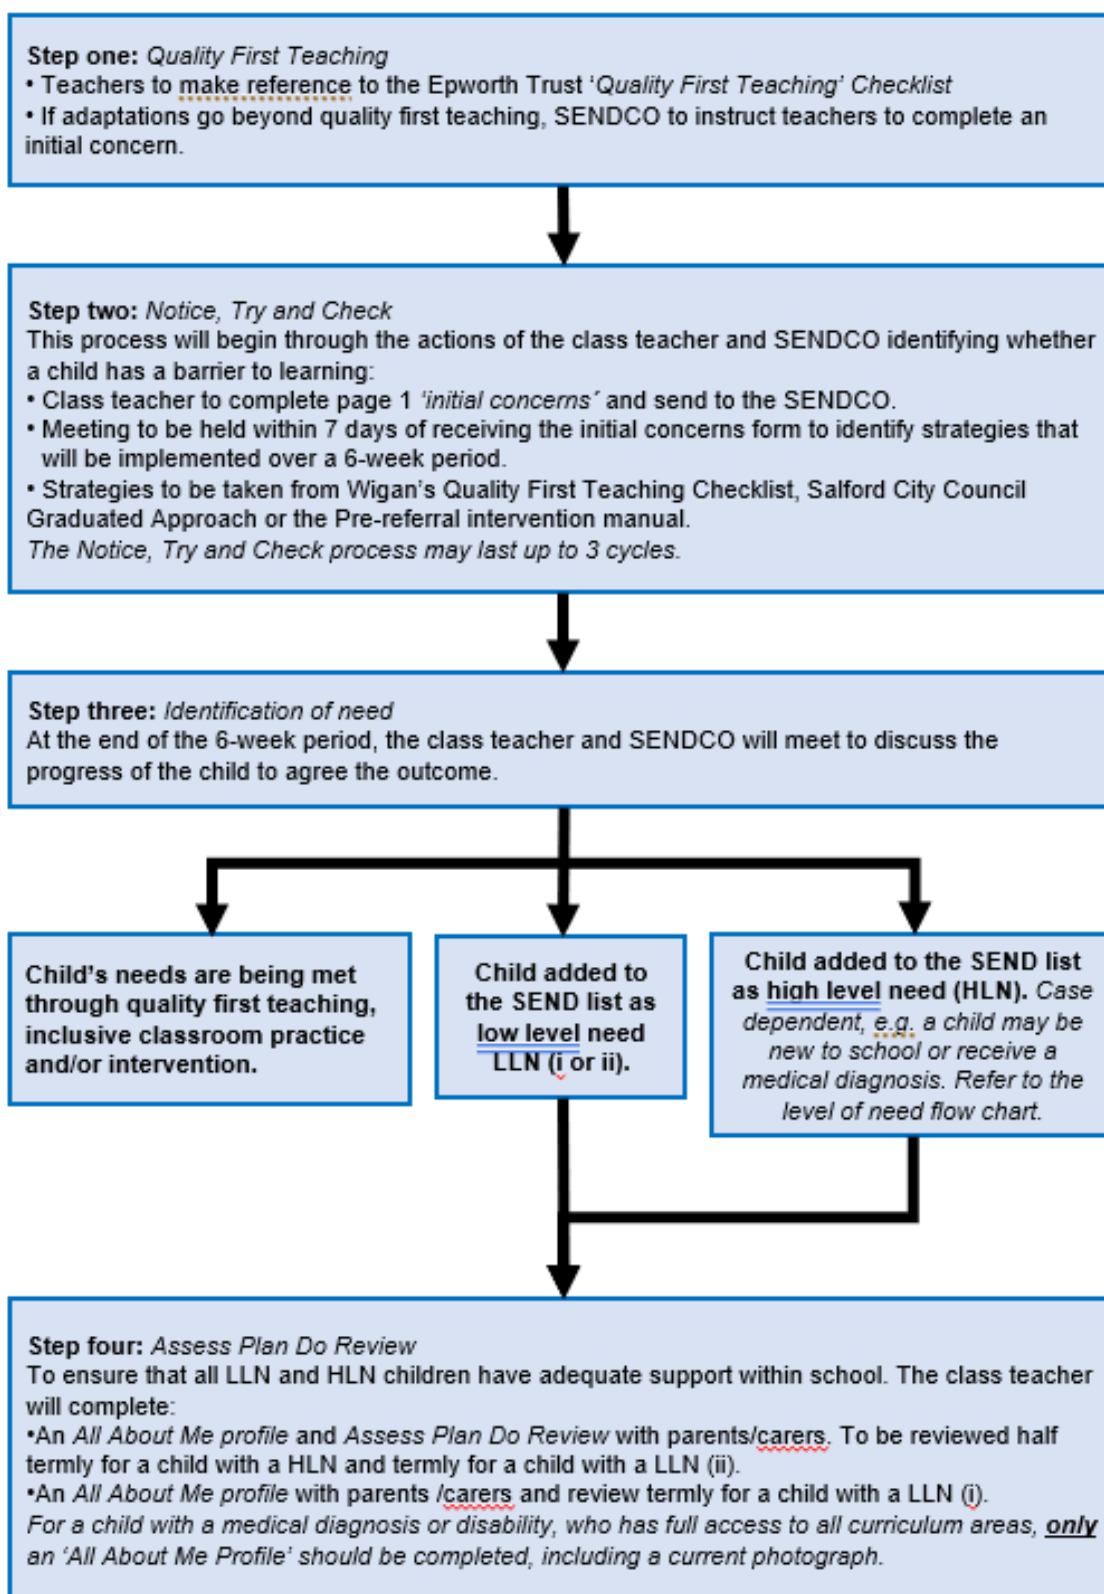 Step one: Quality First Teaching
• Teachers to make reference to the Epworth Trust ‘Quality First Teaching’ Checklist
• If adaptations go beyond quality first teaching, SENDCO to instruct teachers to complete an
initial concern.
Step two: Notice, Try and Check
This process will begin through the actions of the class teacher and SENDCO identifying whether
a child has a barrier to learning:
• Class teacher to complete page 1 ‘initial concerns’ and send to the SENDCO.
• Meeting to be held within 7 days of receiving the initial concerns form to identify strategies that
will be implemented over a 6-week period.
• Strategies to be taken from Wigan’s Quality First Teaching Checklist, Salford City Council
Graduated Approach or the Pre-referral intervention manual.
The Notice, Try and Check process may last up to 3 cycles.
Step three: Identification of need
At the end of the 6-week period, the class teacher and SENDCO will meet to discuss the
progress of the child to agree the outcome.
Child’s needs are being met
through quality first teaching,
inclusive classroom practice
and/or intervention.
Child added to
the SEND list as
low level need
LLN (i or ii).
Child added to the SEND list
as high level need (HLN). Case
dependent, e.g. a child may be
new to school or receive a
medical diagnosis. Refer to the
level of need flow chart.
Step four: Assess Plan Do Review
To ensure that all LLN and HLN children have adequate support within school. The class teacher
will complete:
•An All About Me profile and Assess Plan Do Review with parents/carers. To be reviewed half
termly for a child with a HLN and termly for a child with a LLN (ii).
•An All About Me profile with parents /carers and review termly for a child with a LLN (i).
For a child with a medical diagnosis or disability, who has full access to all curriculum areas, only
an ‘All About Me Profile’ should be completed, including a current photograph.